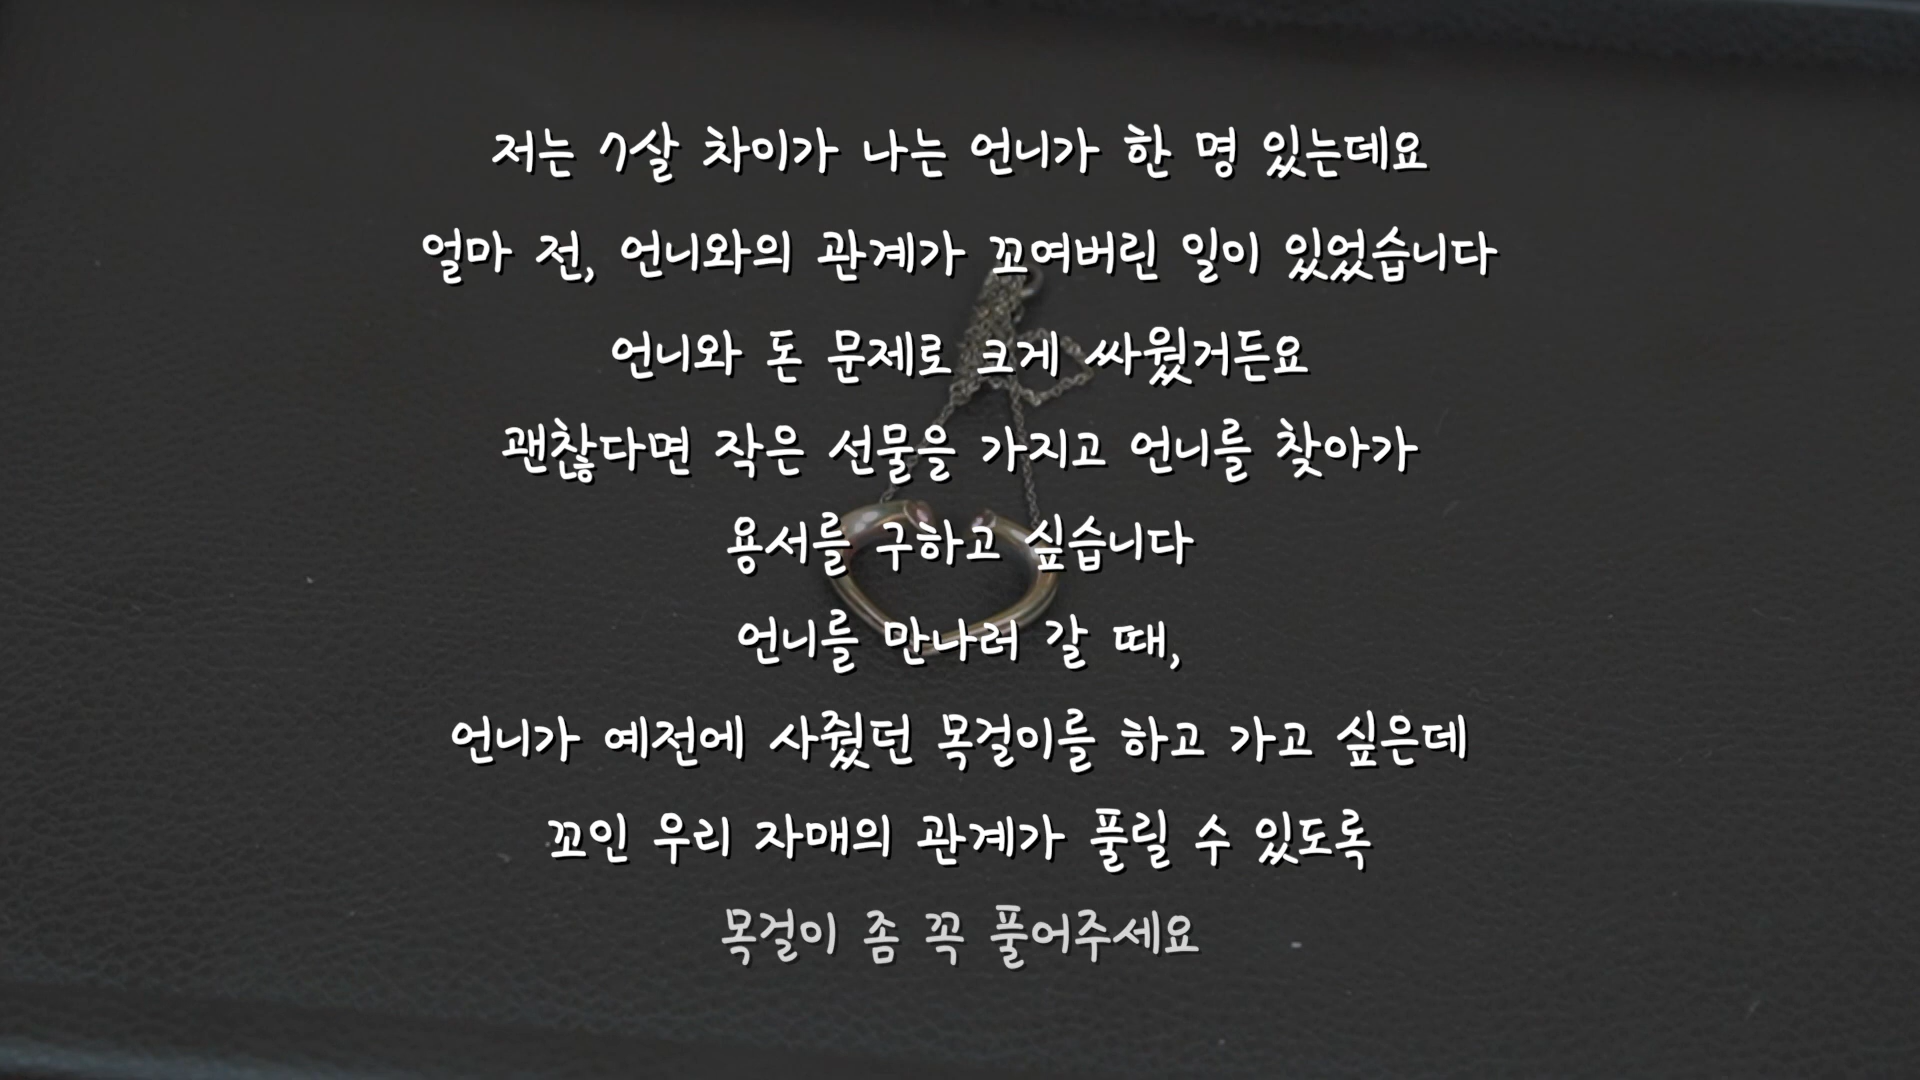 저는 7살 차이가 나는 언니가 한 명 있는데요
얼마 전, 언니와의 관계가 꼬여버린 일이 있었습니다
언니와 돈 문제로 크게 싸웠거든요
괜찮다면 작은 선물을 가지고 언니를 찾아가
용서를 구하고 싶습니다
언니를 만나러 갈 때,
언니가 예전에 사줬던 목걸이를 하고 가고 싶은데
꼬인 우리 자매의 관계가 풀릴 수 있도록
목걸이 좀 꼭 풀어주세요